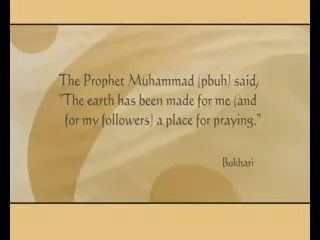 The Prophet Muhammad (pbuh) said,
"The earth has been made for me (and
for my followers) a place for praying."
Bukhari